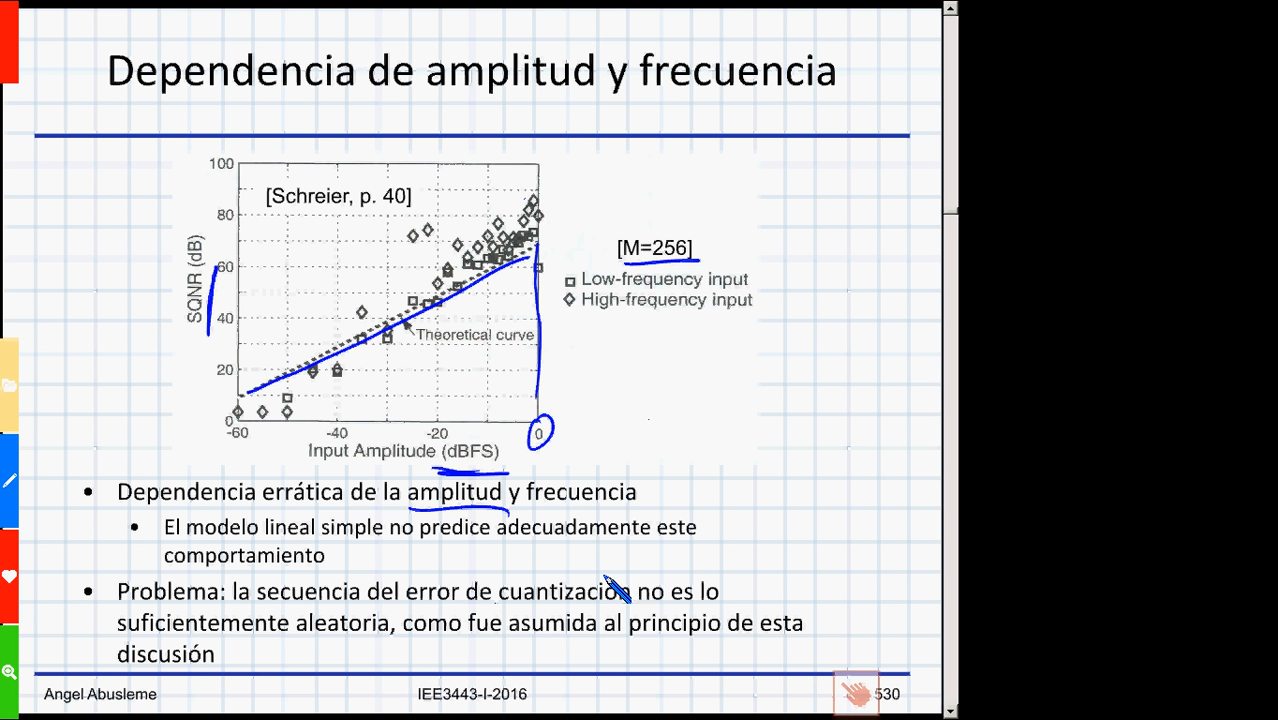 Dependencia de amplitud y frecuencia
100
[Schreier, p. 40]
80
[M=256]
60
Low-frequency input
High-frequency input
SQNR (dB)
40
Theoretical curve
20
0
-60
-40
-20
0
Input Amplitude (dBFS)
• Dependencia errática de la amplitud y frecuencia
• El modelo lineal simple no predice adecuadamente este
comportamiento
• Problema: la secuencia del error de cuantización no es lo
suficientemente aleatoria, como fue asumida al principio de esta
discusión
Angel Abusleme
IEE3443-I-2016
530